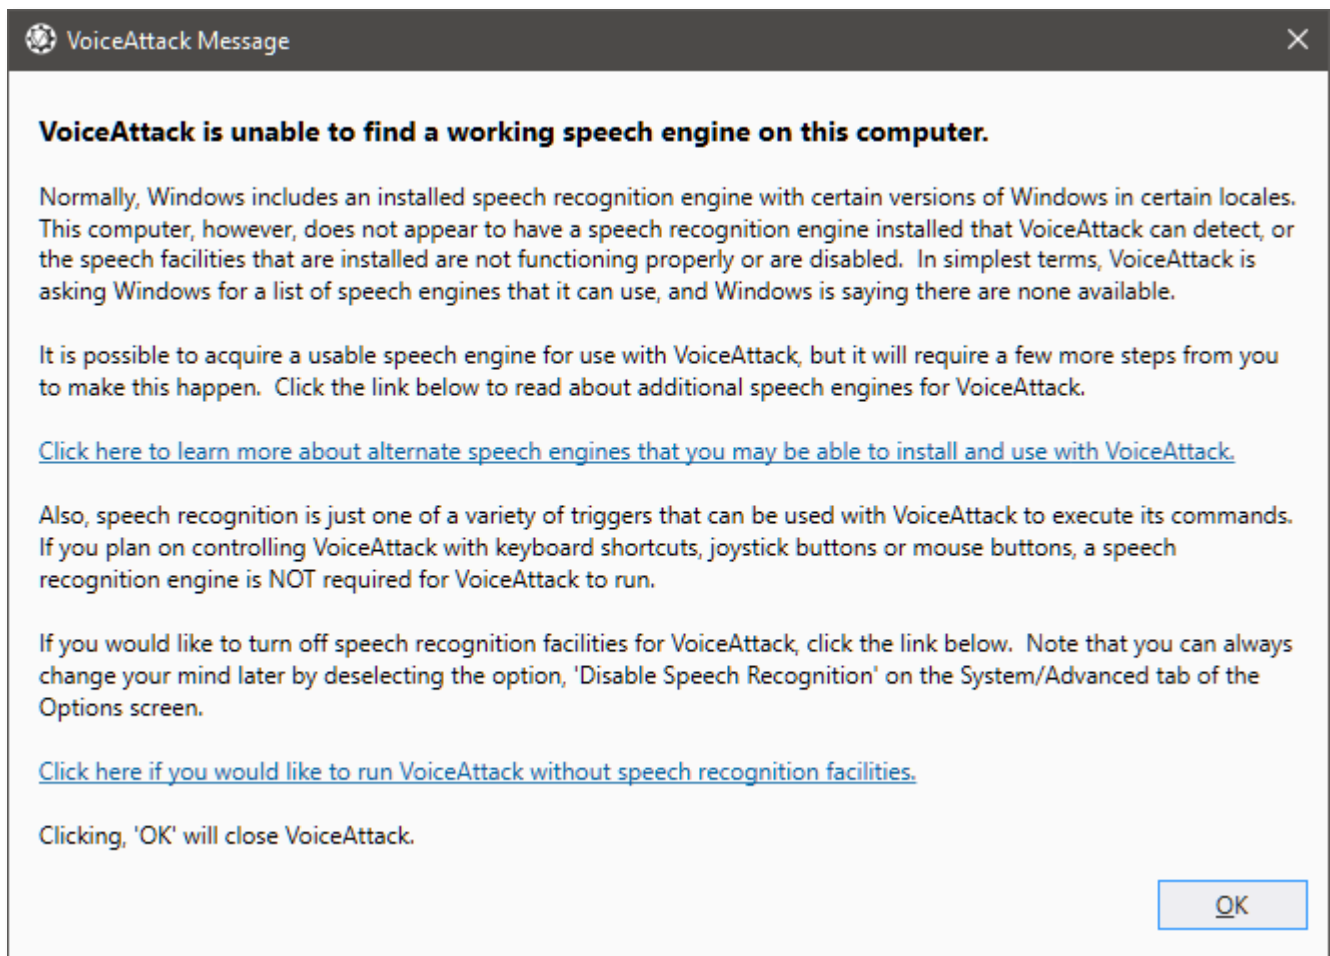 VoiceAttack Message
VoiceAttack is unable to find a working speech engine on this computer.
Normally, Windows includes an installed speech recognition engine with certain versions of Windows in certain locales.
This computer, however, does not appear to have a speech recognition engine installed that VoiceAttack can detect, or
the speech facilities that are installed are not functioning properly or are disabled.  In simplest terms, VoiceAttack is
asking Windows for a list of speech engines that it can use, and Windows is saying there are none available.
It is possible to acquire a usable speech engine for use with VoiceAttack, but it will require a few more steps from you
to make this happen.  Click the link below to read about additional speech engines for VoiceAttack.
Click here to learn more about alternate speech engines that you may be able to install and use with VoiceAttack.
Also, speech recognition is just one of a variety of triggers that can be used with VoiceAttack to execute its commands.
If you plan on controlling VoiceAttack with keyboard shortcuts, joystick buttons or mouse buttons, a speech
recognition engine is NOT required for VoiceAttack to run.
If you would like to turn off speech recognition facilities for VoiceAttack, click the link below.  Note that you can always
change your mind later by deselecting the option, 'Disable Speech Recognition' on the System/Advanced tab of the
Options screen.
Click here if you would like to run VoiceAttack without speech recognition facilities.
Clicking, 'OK' will close VoiceAttack.
OK